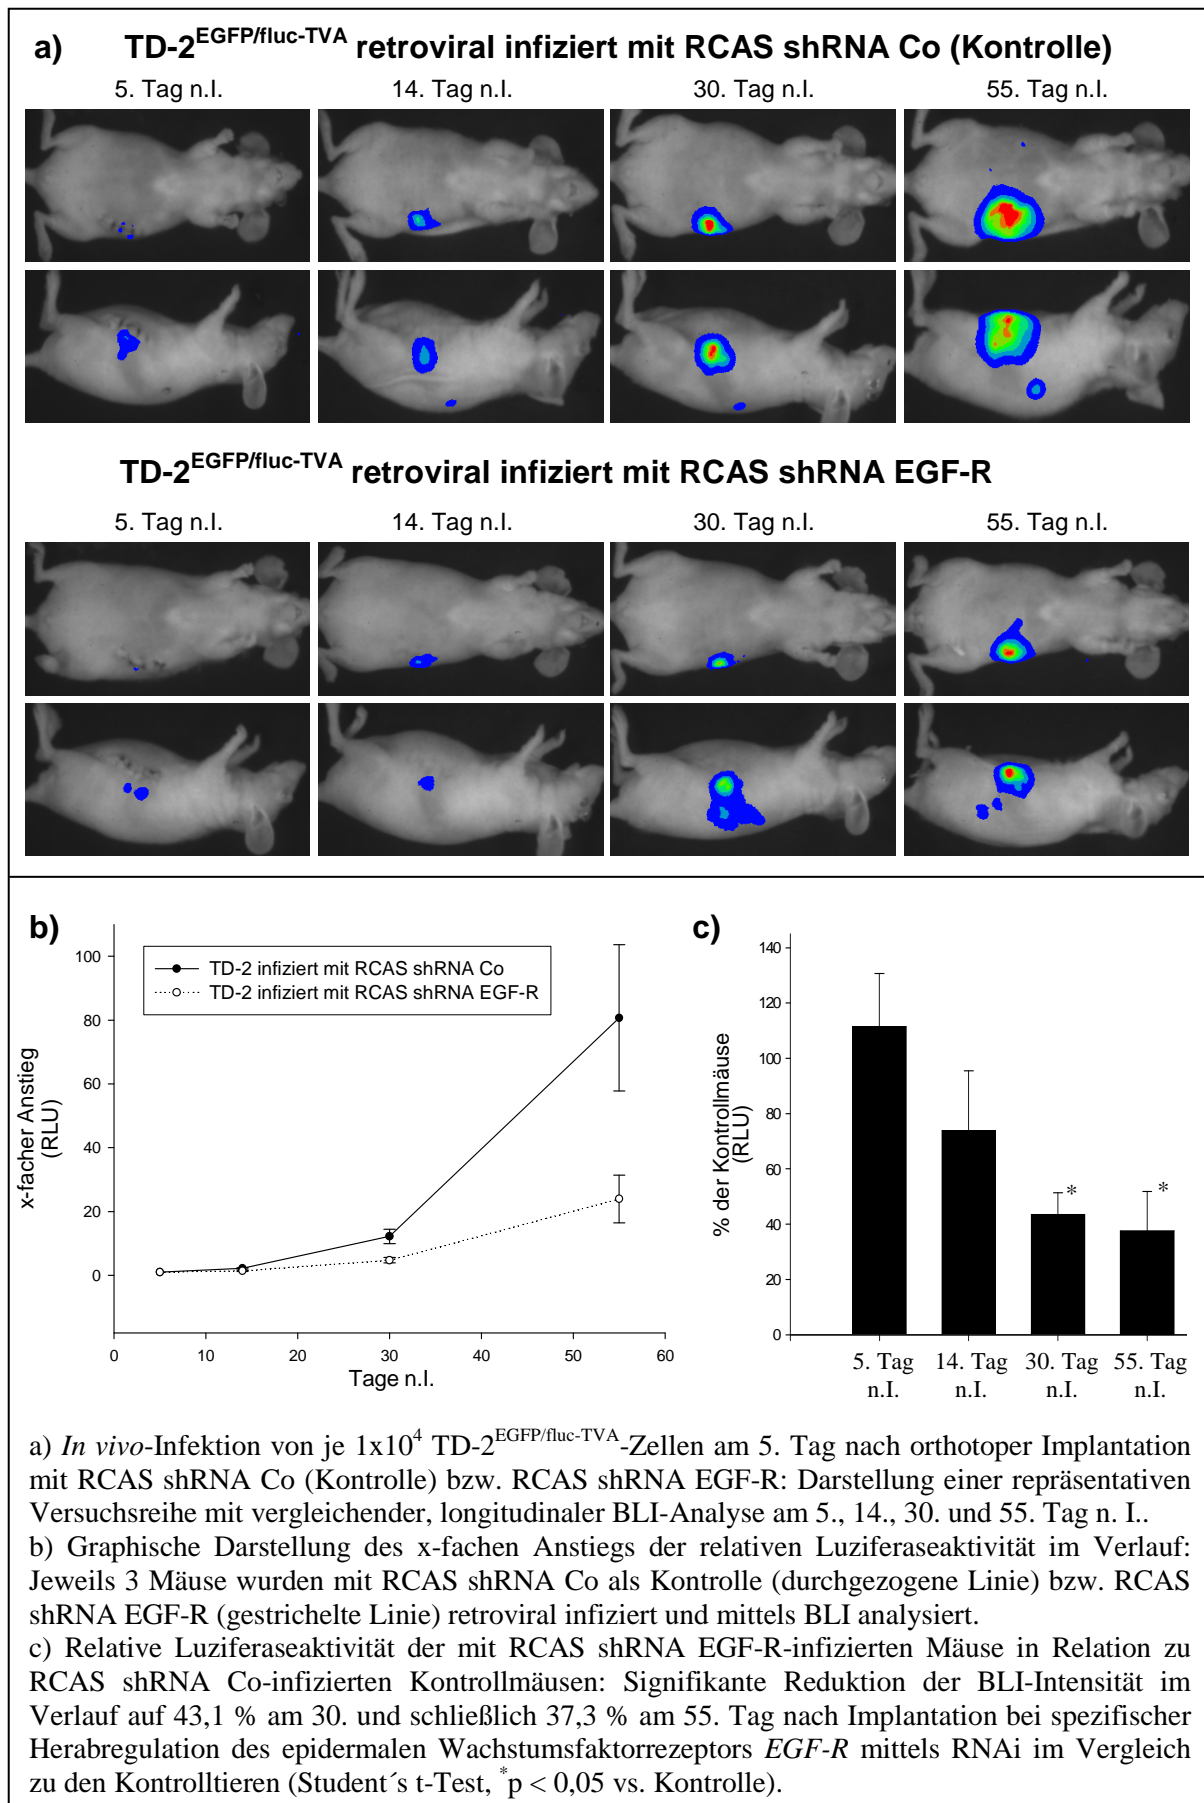 a) TD-2EGFP/fluc-TVA retroviral infiziert mit RCAS shRNA Co (Kontrolle)
5. Tag n.I. 14. Tag n.I. 30. Tag n.I. 55. Tag n.I.
TD-2EGFP/fluc-TVA retroviral infiziert mit RCAS shRNA EGF-R
5. Tag n.I. 14. Tag n.I. 30. Tag n.I. 55. Tag n.I.
b)
x-facher Anstieg
(RLU)
100
80
60
40
20
0
TD-2 infiziert mit RCAS shRNA Co
TD-2 infiziert mit RCAS shRNA EGF-R
0 10 20 30 40 50 60
Tage n.I.
c)
% der Kontrollmäuse
(RLU)
140
120
100
80
60
40
20
0
* *
5. Tag 14. Tag 30. Tag 55. Tag
n.I. n.I. n.I. n.I.
a) In vivo-Infektion von je 1x10^4 TD-2EGFP/fluc-TVA-Zellen am 5. Tag nach orthotoper Implantation
mit RCAS shRNA Co (Kontrolle) bzw. RCAS shRNA EGF-R: Darstellung einer repräsentativen
Versuchsreihe mit vergleichender, longitudinaler BLI-Analyse am 5., 14., 30. und 55. Tag n. I..
b) Graphische Darstellung des x-fachen Anstiegs der relativen Luziferaseaktivität im Verlauf:
Jeweils 3 Mäuse wurden mit RCAS shRNA Co als Kontrolle (durchgezogene Linie) bzw. RCAS
shRNA EGF-R (gestrichelte Linie) retroviral infiziert und mittels BLI analysiert.
c) Relative Luziferaseaktivität der mit RCAS shRNA EGF-R-infizierten Mäuse in Relation zu
RCAS shRNA Co-infizierten Kontrollmäusen: Signifikante Reduktion der BLI-Intensität im
Verlauf auf 43,1 % am 30. und schließlich 37,3 % am 55. Tag nach Implantation bei spezifischer
Herabregulation des epidermalen Wachstumsfaktorrezeptors EGF-R mittels RNAi im Vergleich
zu den Kontrolltieren (Student´s t-Test, *p < 0,05 vs. Kontrolle).